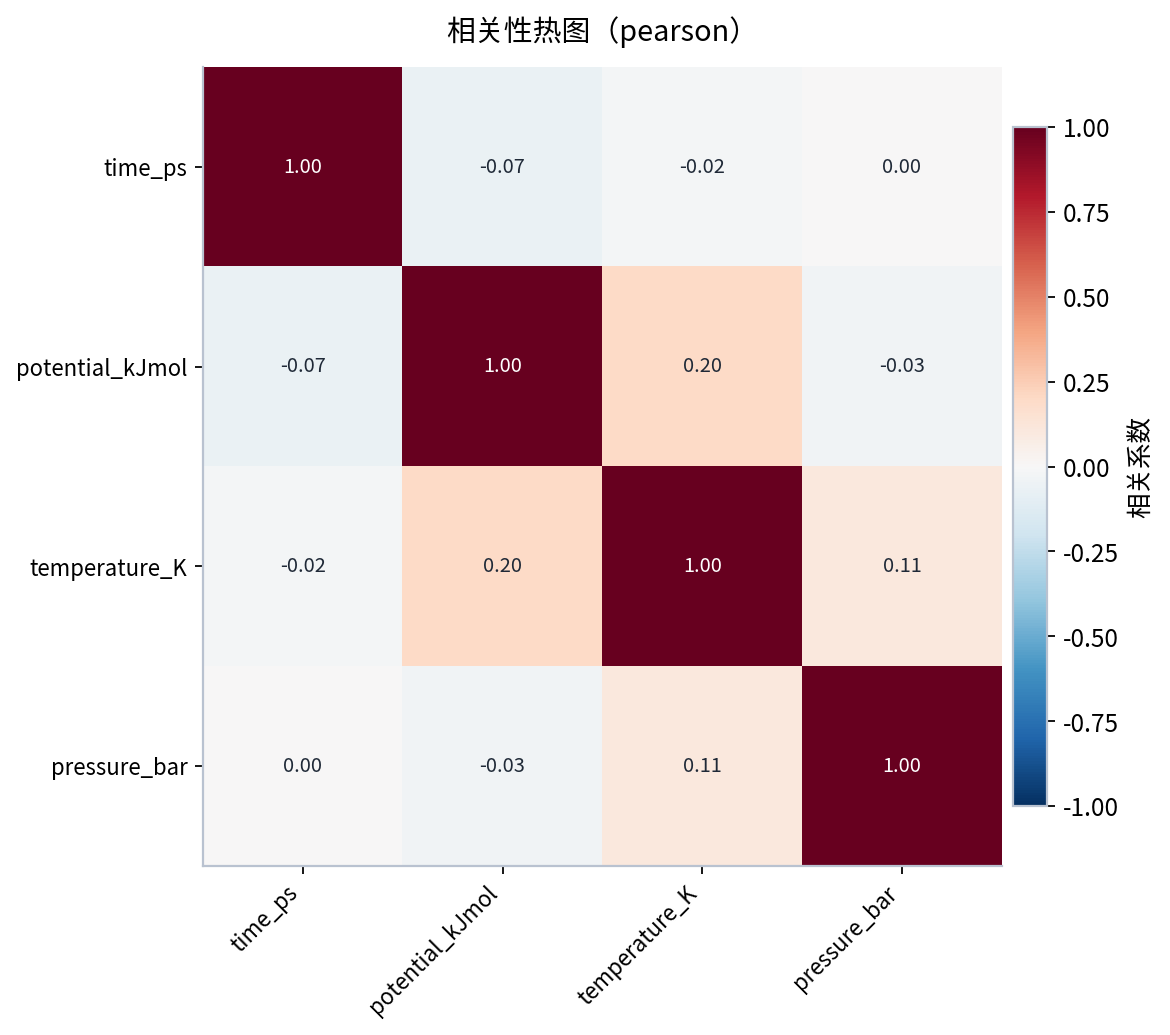 相关性热图（pearson）
time_ps 1.00 -0.07 -0.02 0.00
potential_kJmol -0.07 1.00 0.20 -0.03
temperature_K -0.02 0.20 1.00 0.11
pressure_bar 0.00 -0.03 0.11 1.00
time_ps
potential_kJmol
temperature_K
pressure_bar
1.00
0.75
0.50
0.25
0.00
-0.25
-0.50
-0.75
-1.00
相关系数